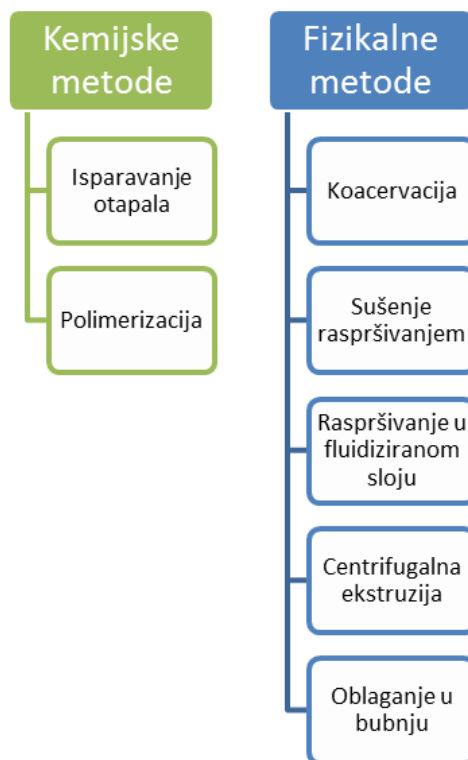 Kemijske
metode
Isparavanje
otapala
Polimerizacija
Fizikalne
metode
Koacervacija
Sušenje
raspršivanjem
Raspršivanje u
fluidiziranom
sloju
Centrifugalna
ekstruzija
Oblaganje u
bubnju